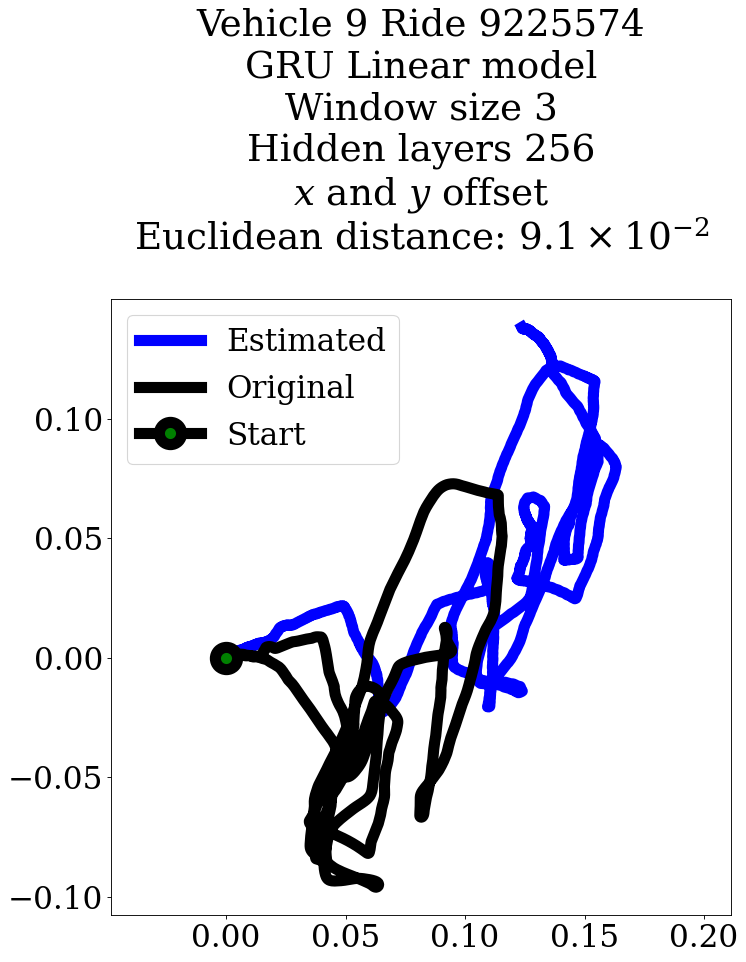 Vehicle 9 Ride 9225574
GRU Linear model
Window size 3
Hidden layers 256
x and y offset
Euclidean distance: 9.1 × 10⁻²
Estimated
Original
Start
0.10
0.05
0.00
−0.05
−0.10
0.00 0.05 0.10 0.15 0.20